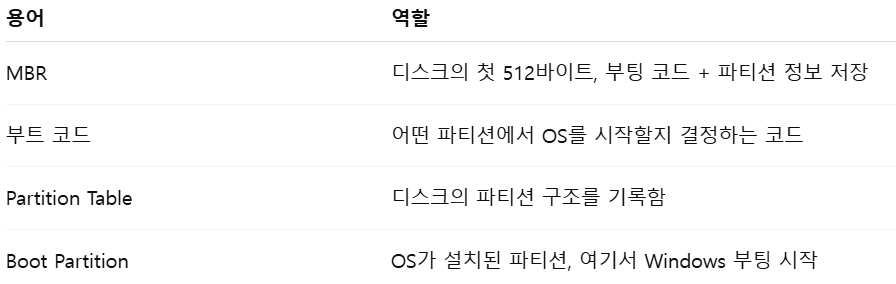 용어 역할
MBR 디스크의 첫 512바이트, 부팅 코드 + 파티션 정보 저장
부트 코드 어떤 파티션에서 OS를 시작할지 결정하는 코드
Partition Table 디스크의 파티션 구조를 기록함
Boot Partition OS가 설치된 파티션, 여기서 Windows 부팅 시작